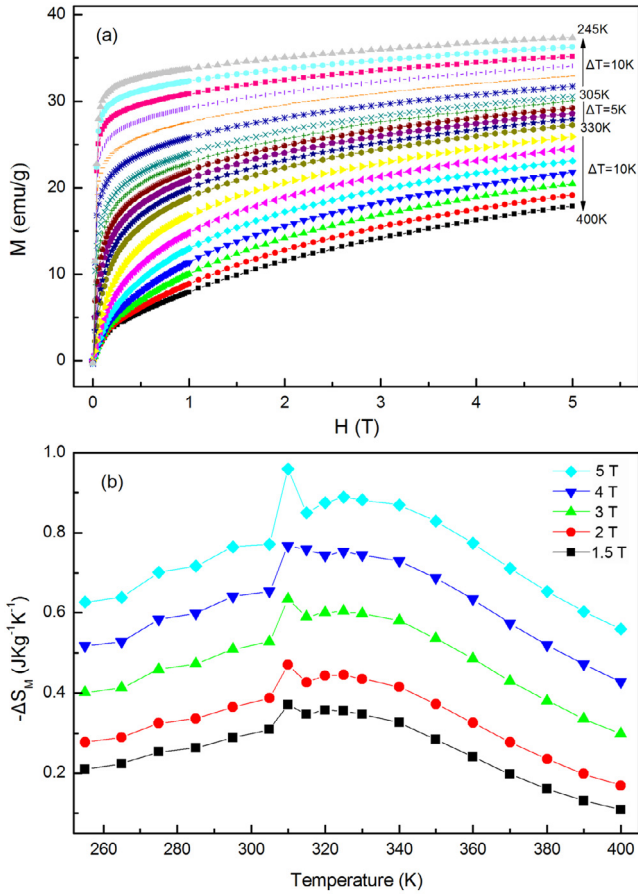 (a)
40
30
20
10
0
M (emu/g)
245K
ΔT=10K
305K
ΔT=5K
330K
ΔT=10K
400K
0 1 2 3 4 5
H (T)
(b)
1.0
0.8
0.6
0.4
0.2
-ΔSM (JKg-1K-1)
5 T
4 T
3 T
2 T
1.5 T
260 280 300 320 340 360 380 400
Temperature (K)